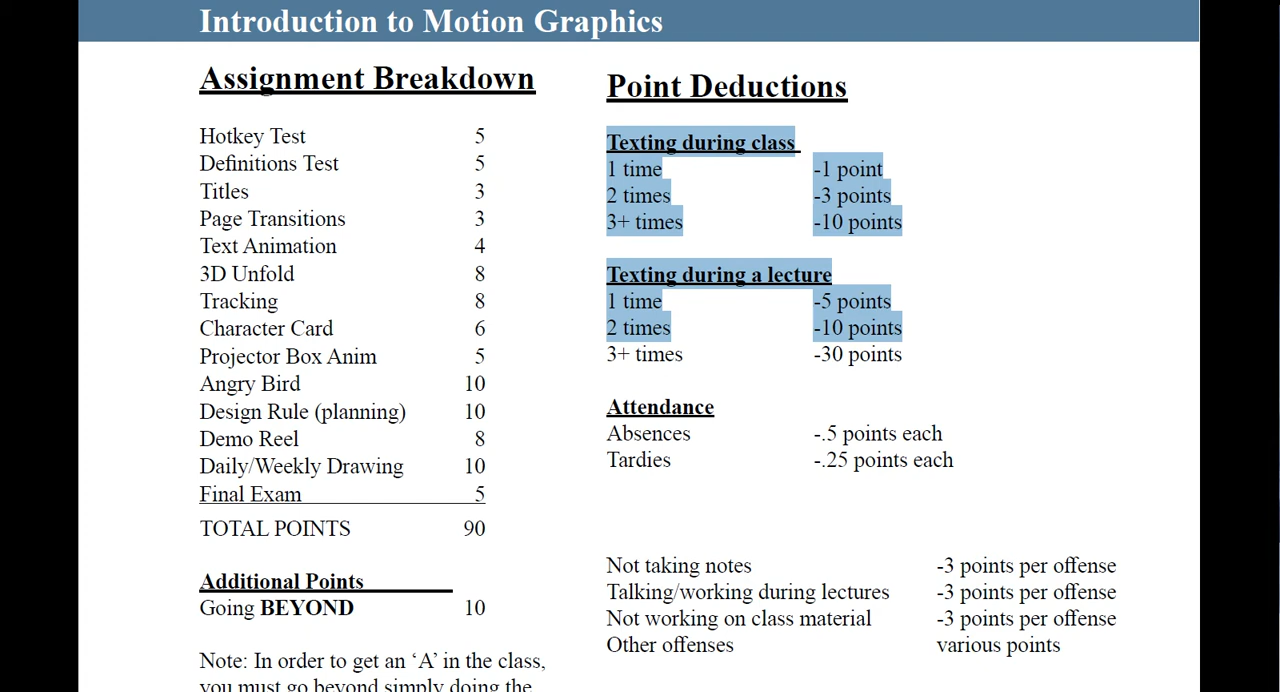 Introduction to Motion Graphics
Assignment Breakdown
Hotkey Test 5
Definitions Test 5
Titles 3
Page Transitions 3
Text Animation 4
3D Unfold 8
Tracking 8
Character Card 6
Projector Box Anim 5
Angry Bird 10
Design Rule (planning) 10
Demo Reel 8
Daily/Weekly Drawing 10
Final Exam 5
TOTAL POINTS 90
Additional Points
Going BEYOND 10
Note: In order to get an ‘A’ in the class,
you must go beyond simply doing the
Point Deductions
Texting during class
1 time -1 point
2 times -3 points
3+ times -10 points
Texting during a lecture
1 time -5 points
2 times -10 points
3+ times -30 points
Attendance
Absences -.5 points each
Tardies -.25 points each
Not taking notes -3 points per offense
Talking/working during lectures -3 points per offense
Not working on class material -3 points per offense
Other offenses various points